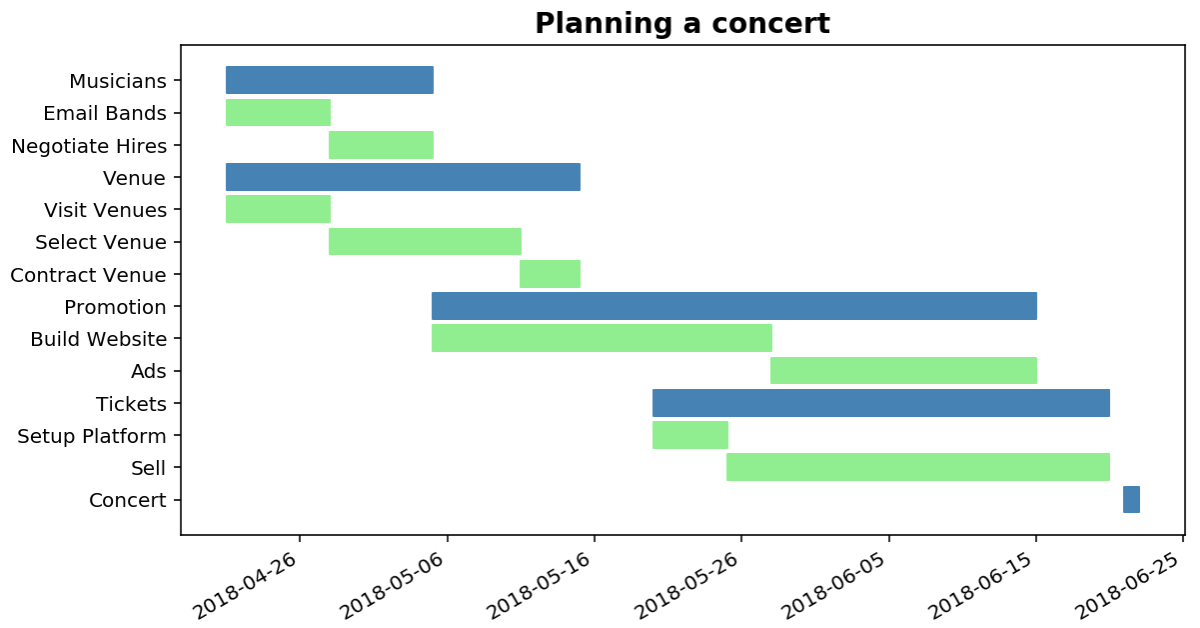 Planning a concert
Musicians
Email Bands
Negotiate Hires
Venue
Visit Venues
Select Venue
Contract Venue
Promotion
Build Website
Ads
Tickets
Setup Platform
Sell
Concert
2018-04-26
2018-05-06
2018-05-16
2018-05-26
2018-06-05
2018-06-15
2018-06-25